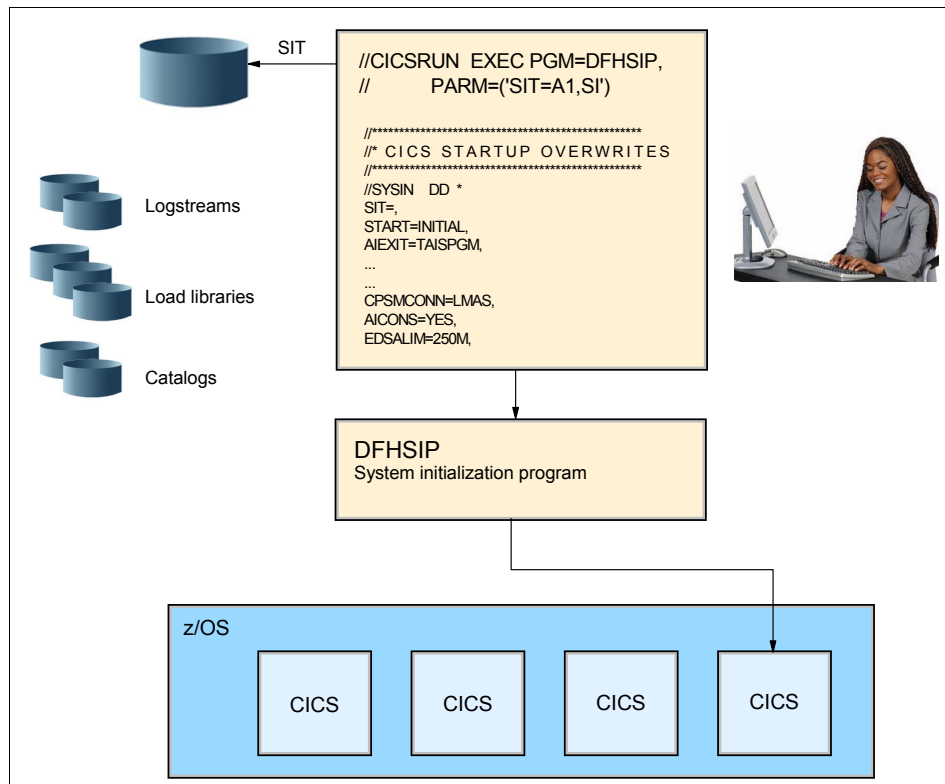 SIT
//CICSRUN EXEC PGM=DFHSIP,
// PARM=('SIT=A1,SI')
//**************************************************
//* CICS STARTUP OVERWRITES
//**************************************************
//SYSIN DD *
SIT=,
START=INITIAL,
AIEXIT=TAISPGM,
...
...
CPSMCONN=LMAS,
AICONS=YES,
EDSALIM=250M,
Logstreams
Load libraries
Catalogs
DFHSIP
System initialization program
z/OS
CICS
CICS
CICS
CICS